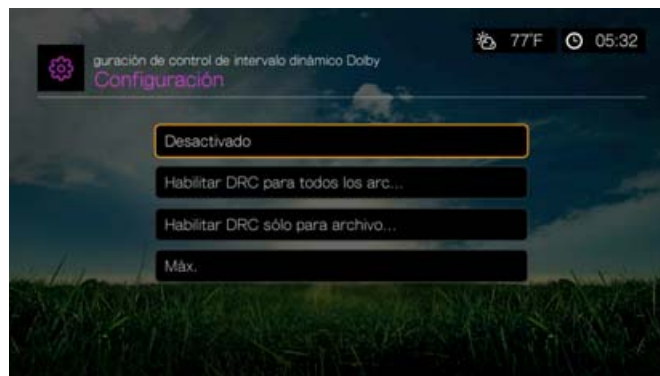 77°F 05:32
guración de control de intervalo dinámico Dolby
Configuración
Desactivado
Habilitar DRC para todos los arc...
Habilitar DRC sólo para archivo...
Máx.